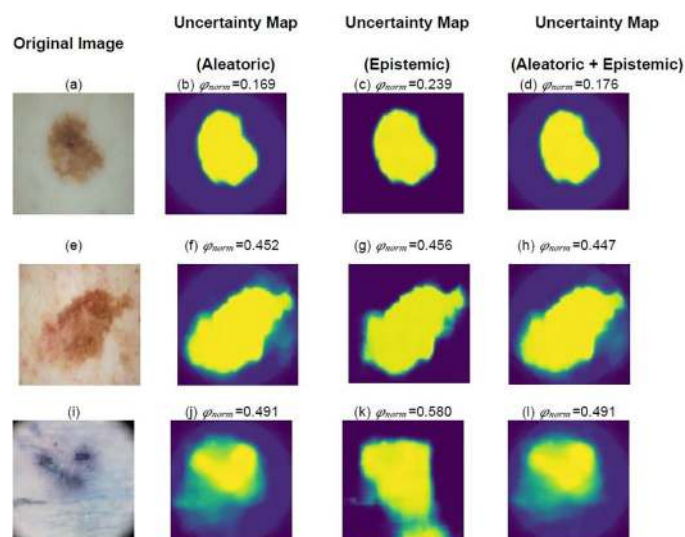 Original Image
Uncertainty Map
(Aleatoric)
Uncertainty Map
(Epistemic)
Uncertainty Map
(Aleatoric + Epistemic)
(a)
(b) φnorm=0.169
(c) φnorm=0.239
(d) φnorm=0.176
(e)
(f) φnorm=0.452
(g) φnorm=0.456
(h) φnorm=0.447
(i)
(j) φnorm=0.491
(k) φnorm=0.580
(l) φnorm=0.491